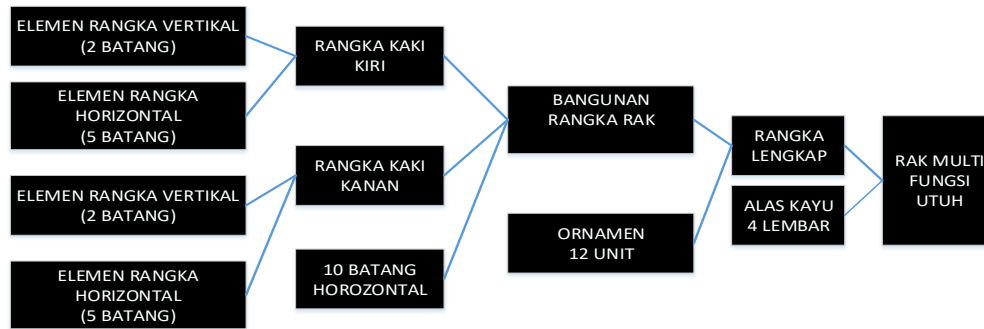 ELEMEN RANGKA VERTIKAL
(2 BATANG)
ELEMEN RANGKA
HORIZONTAL
(5 BATANG)
ELEMEN RANGKA VERTIKAL
(2 BATANG)
ELEMEN RANGKA
HORIZONTAL
(5 BATANG)
RANGKA KAKI
KIRI
RANGKA KAKI
KANAN
10 BATANG
HOROZONTAL
BANGUNAN
RANGKA RAK
ORNAMEN
12 UNIT
RANGKA
LENGKAP
ALAS KAYU
4 LEMBAR
RAK MULTI
FUNGSI
UTUH